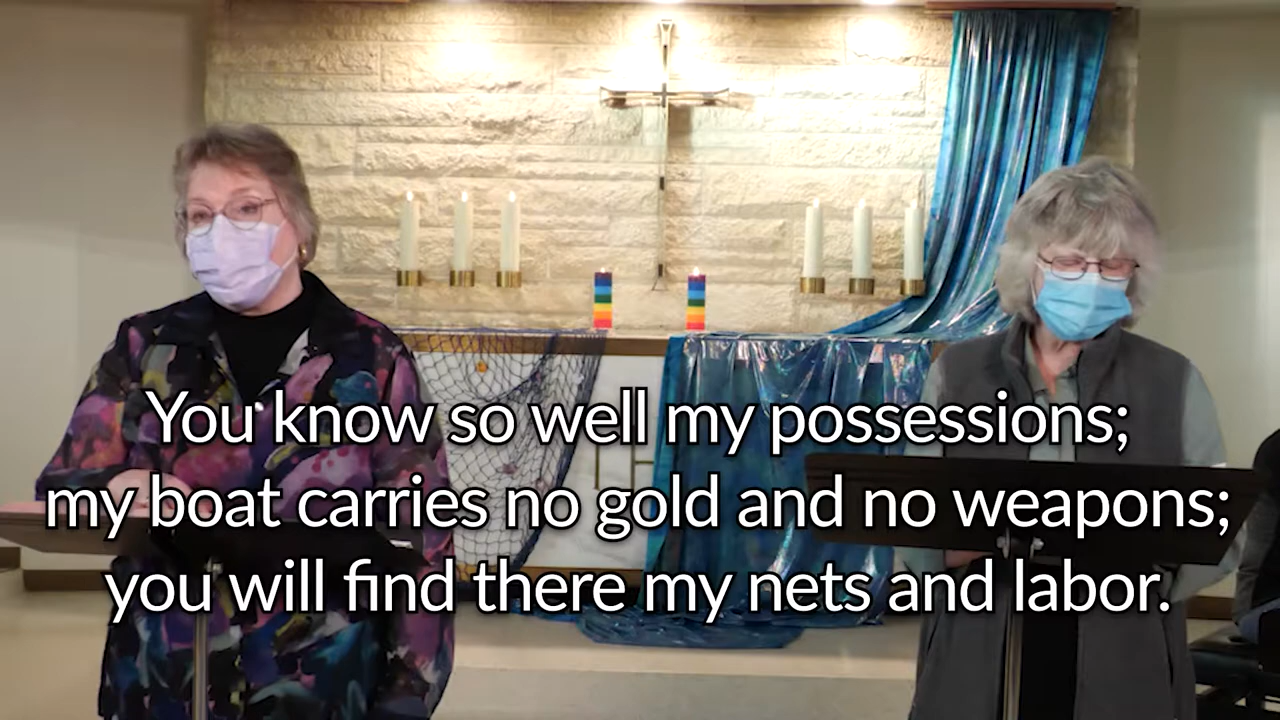 You know so well my possessions;
my boat carries no gold and no weapons;
you will find there my nets and labor.